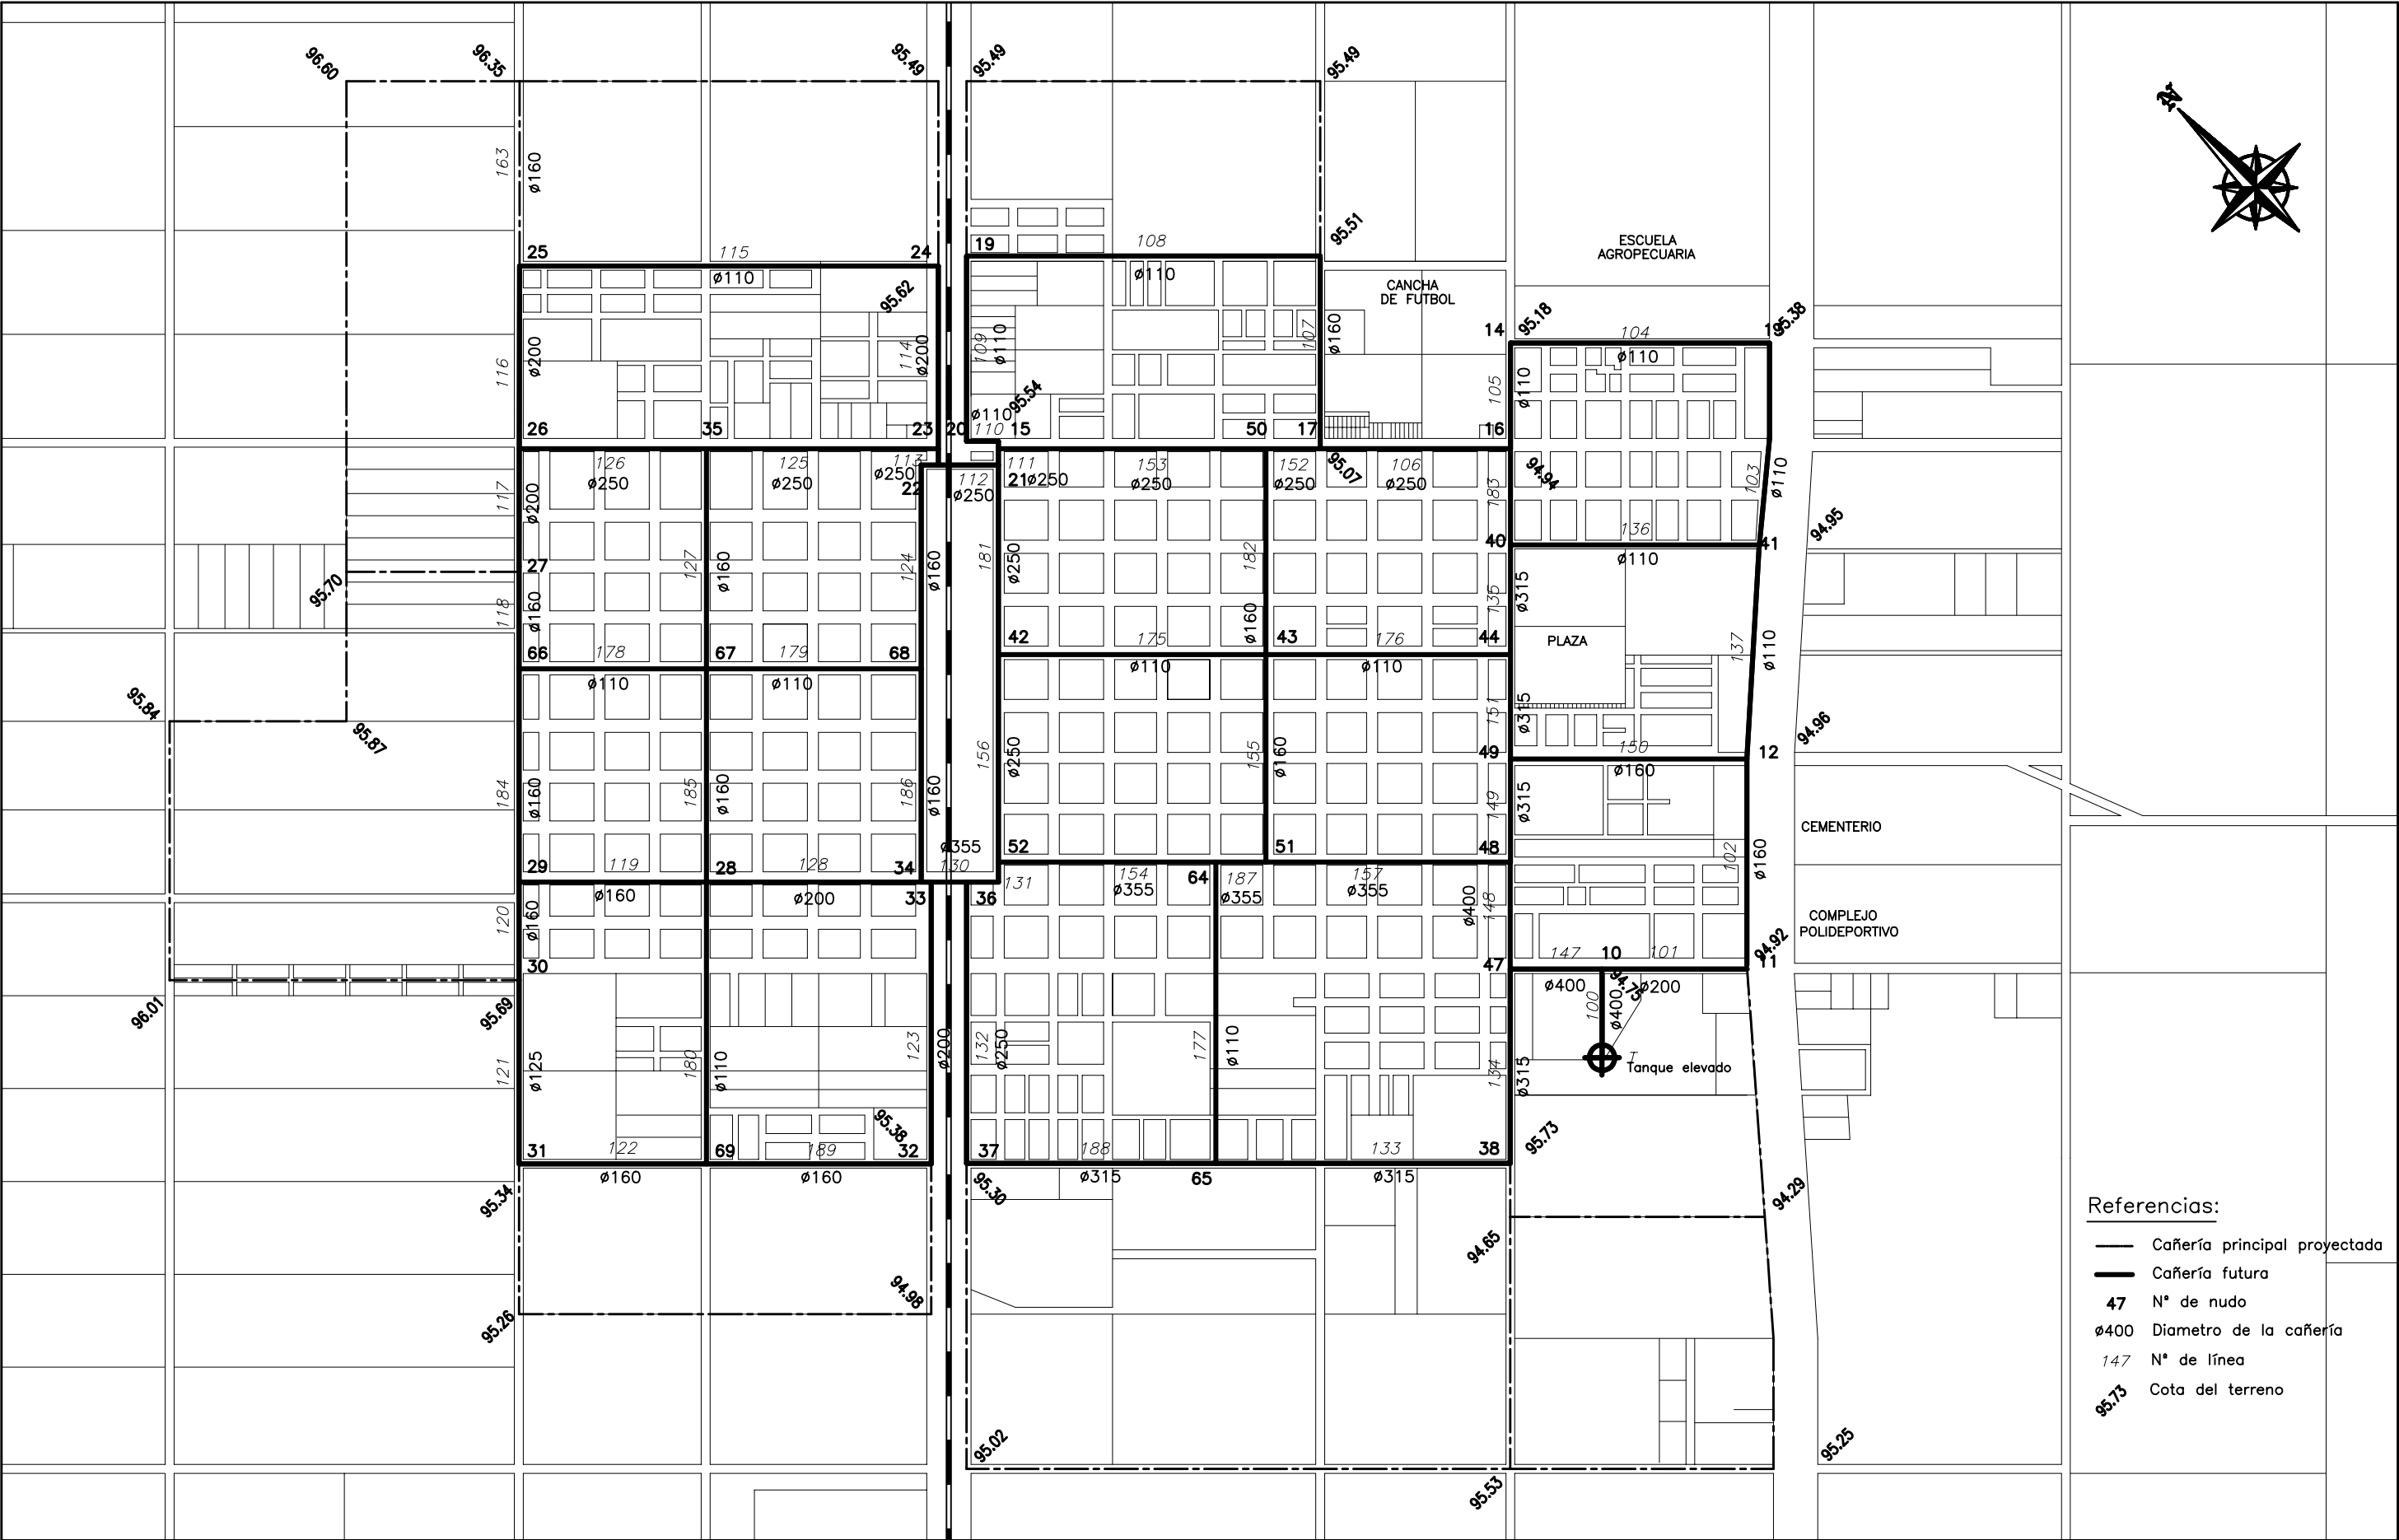 96.60
96.35
95.49
95.49
95.49
N
163
ø160
95.51
ESCUELA
AGROPECUARIA
25
115
24
19
108
ø110
ø110
95.62
CANCHA
DE FUTBOL
ø200
116
114
ø200
109
ø110
107
ø160
14
95.18
104
95.38
ø110
105
ø110
95.54
ø110
110
26
35
23
20
15
50
17
16
126
ø250
125
ø250
113
ø250
22
112
ø250
111
21
ø250
153
ø250
152
ø250
95.07
106
ø250
94.94
183
103
ø110
136
ø110
117
ø200
27
127
ø160
124
ø160
181
ø250
182
40
41
94.95
95.70
118
ø160
135
ø315
ø160
66
178
67
179
68
42
175
43
176
44
PLAZA
137
ø110
ø110
ø110
ø110
ø110
95.84
95.87
151
ø315
49
150
ø160
12
94.96
184
ø160
185
ø160
186
ø160
156
ø250
155
ø160
149
ø315
CEMENTERIO
102
ø160
29
119
ø160
28
128
ø200
34
ø355
130
52
51
48
33
36
131
154
ø355
64
187
ø355
157
ø355
ø400
148
120
ø160
30
COMPLEJO
POLIDEPORTIVO
47
147
10
101
94.92
11
ø400
94.75
ø200
100
ø400
96.01
95.69
121
ø125
180
ø110
123
ø200
132
ø250
177
ø110
134
ø315
T
Tanque elevado
95.38
31
122
69
189
32
37
188
133
38
95.73
ø160
ø160
ø315
65
ø315
95.34
95.30
94.65
94.29
95.26
94.98
95.02
95.53
95.25
Referencias:
Cañería principal proyectada
Cañería futura
47 Nº de nudo
ø400 Diametro de la cañería
147 Nº de línea
95.73 Cota del terreno